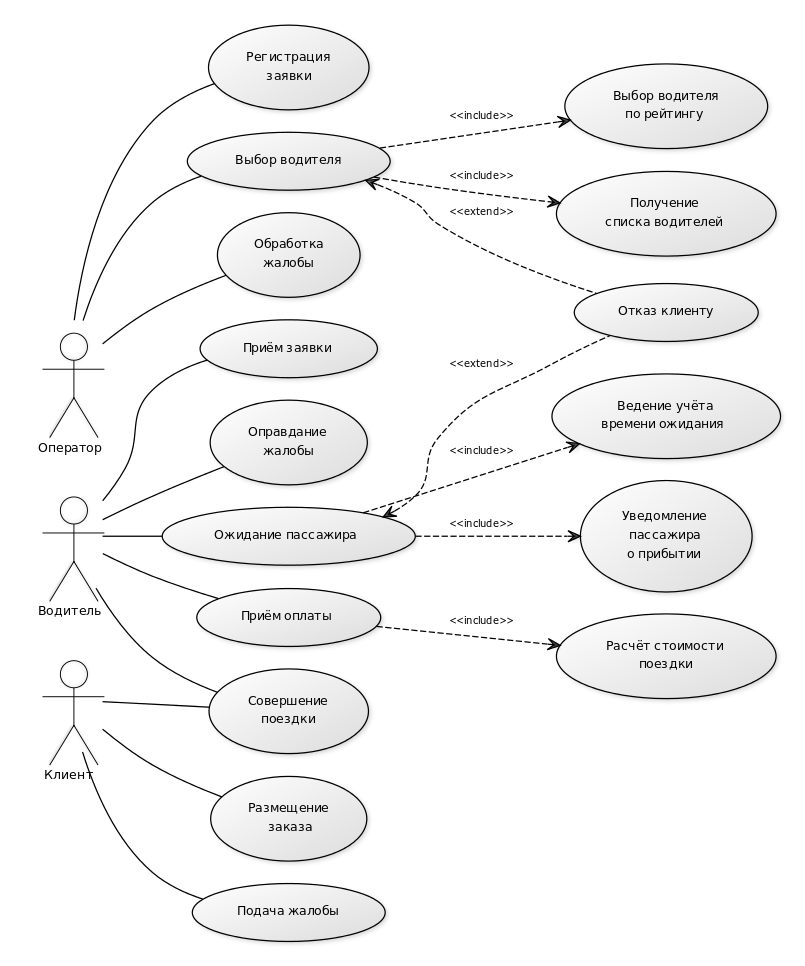 Регистрация
заявки
Выбор водителя
по рейтингу
<<include>>
Выбор водителя
<<include>>
Получение
списка водителей
<<extend>>
Обработка
жалобы
Отказ клиенту
Приём заявки
<<extend>>
Оператор
Ведение учёта
времени ожидания
Оправдание
жалобы
<<include>>
Ожидание пассажира
<<include>>
Уведомление
пассажира
о прибытии
Водитель
Приём оплаты
<<include>>
Расчёт стоимости
поездки
Совершение
поездки
Клиент
Размещение
заказа
Подача жалобы